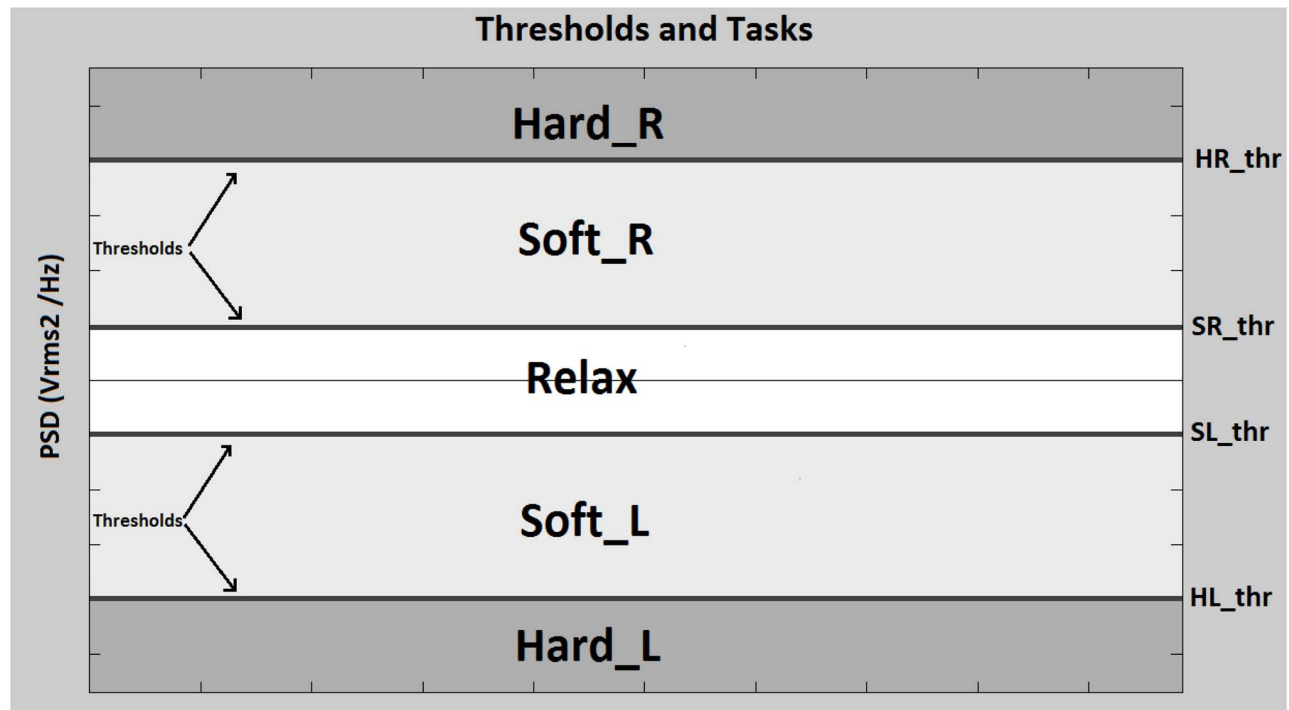 Thresholds and Tasks
Hard_R
HR_thr
Soft_R
Thresholds
SR_thr
PSD (Vrms2 /Hz)
Relax
SL_thr
Soft_L
Thresholds
HL_thr
Hard_L